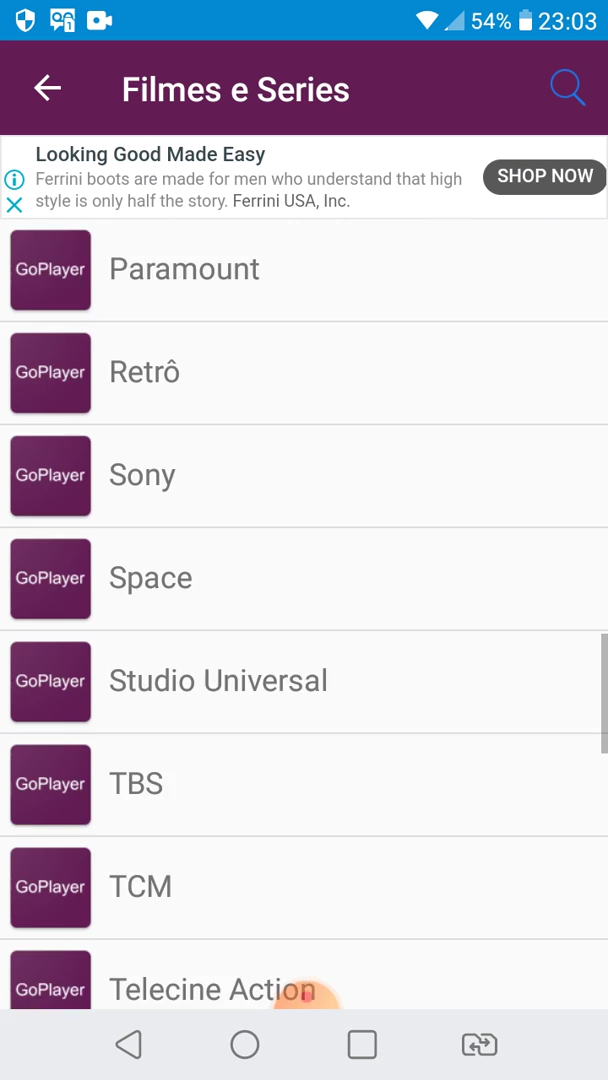 54% 23:03
Filmes e Series
Looking Good Made Easy
Ferrini boots are made for men who understand that high
style is only half the story. Ferrini USA, Inc.
SHOP NOW
GoPlayer Paramount
GoPlayer Retrô
GoPlayer Sony
GoPlayer Space
GoPlayer Studio Universal
GoPlayer TBS
GoPlayer TCM
GoPlayer Telecine Action